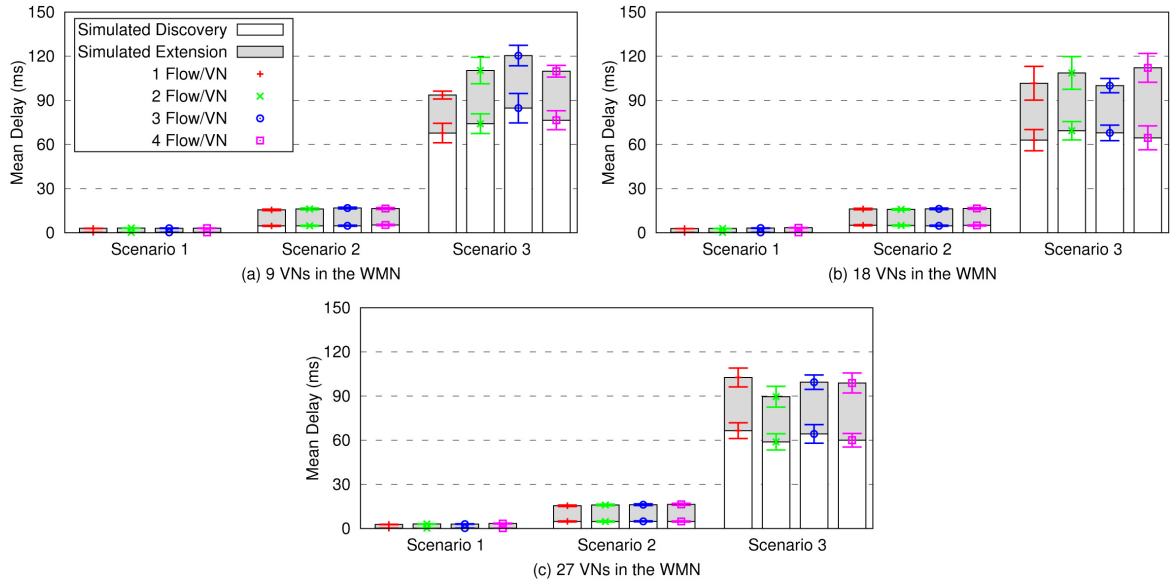 Mean Delay (ms)
150
120
90
60
30
0
Simulated Discovery
Simulated Extension
1 Flow/VN
2 Flow/VN
3 Flow/VN
4 Flow/VN
Scenario 1 Scenario 2 Scenario 3
(a) 9 VNs in the WMN
Mean Delay (ms)
150
120
90
60
30
0
Scenario 1 Scenario 2 Scenario 3
(b) 18 VNs in the WMN
Mean Delay (ms)
150
120
90
60
30
0
Scenario 1 Scenario 2 Scenario 3
(c) 27 VNs in the WMN